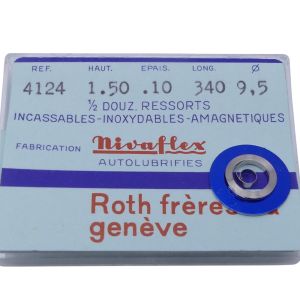 REF. HAUT. EPAIS. LONG. Ø
4124 1.50 .10 340 9,5
½ DOUZ. RESSORTS
INCASSABLES-INOXYDABLES-AMAGNETIQUES
FABRICATION Nivaflex
AUTOLUBRIFIES
Roth frères
genève